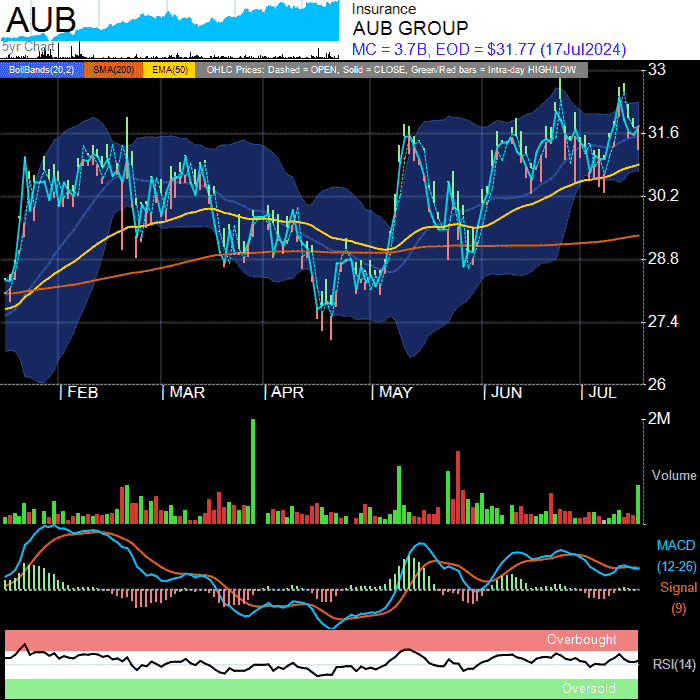 AUB
5yr Chart
Insurance
AUB GROUP
MC = 3.7B, EOD = $31.77 (17Jul2024)
BollBands(20,2) SMA(200) EMA(50) OHLC Prices: Dashed = OPEN, Solid = CLOSE, Green/Red bars = Intra-day HIGH/LOW
33
31.6
30.2
28.8
27.4
26
FEB MAR APR MAY JUN JUL
2M
Volume
MACD
(12-26)
Signal
(9)
Overbought
RSI(14)
Oversold